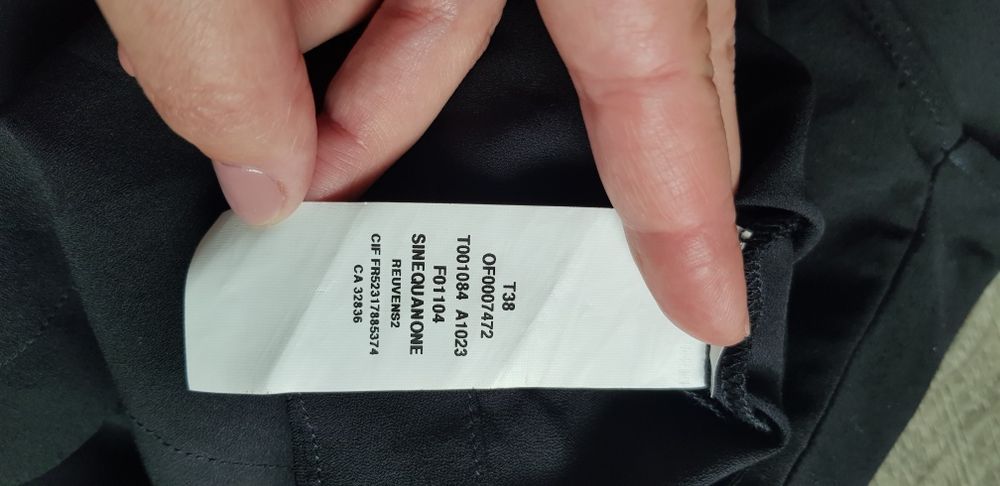 T38
OF0007472
T001084 A1023
F01104
SINEQUANONE
REUVENS2
CIF FR52317885374
CA 32836